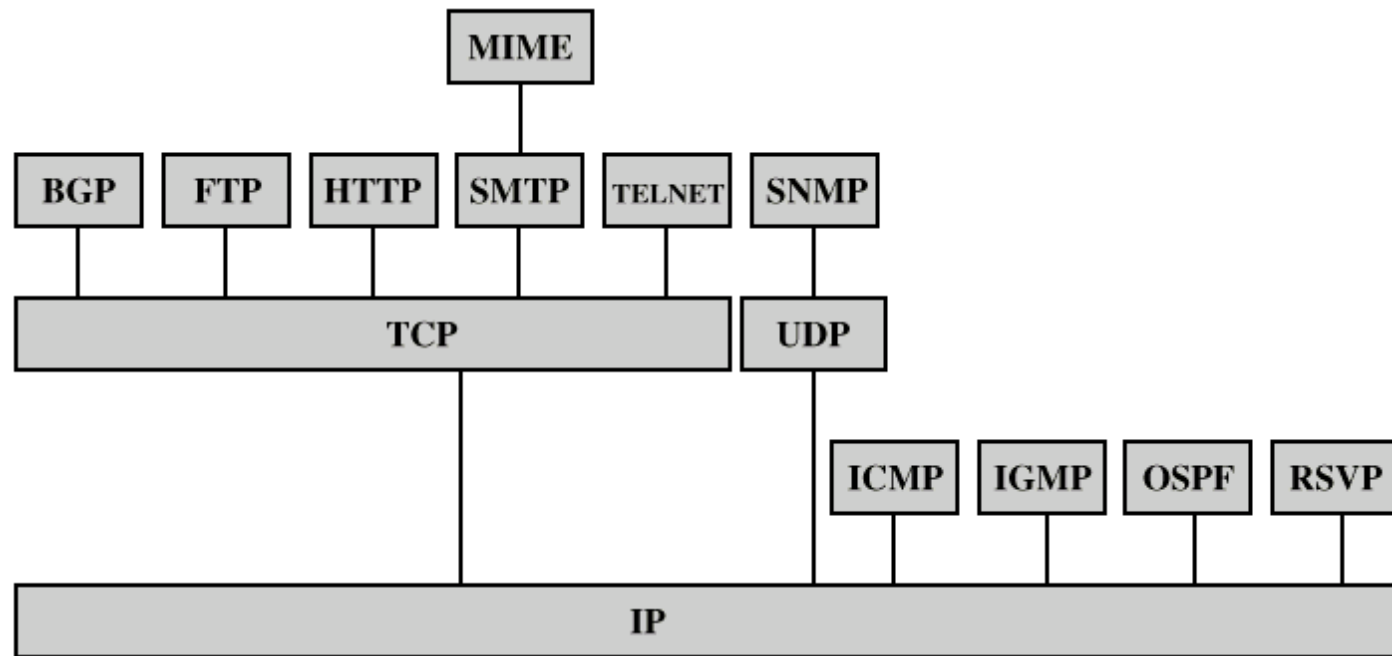 MIME
BGP FTP HTTP SMTP TELNET SNMP
TCP UDP
ICMP IGMP OSPF RSVP
IP